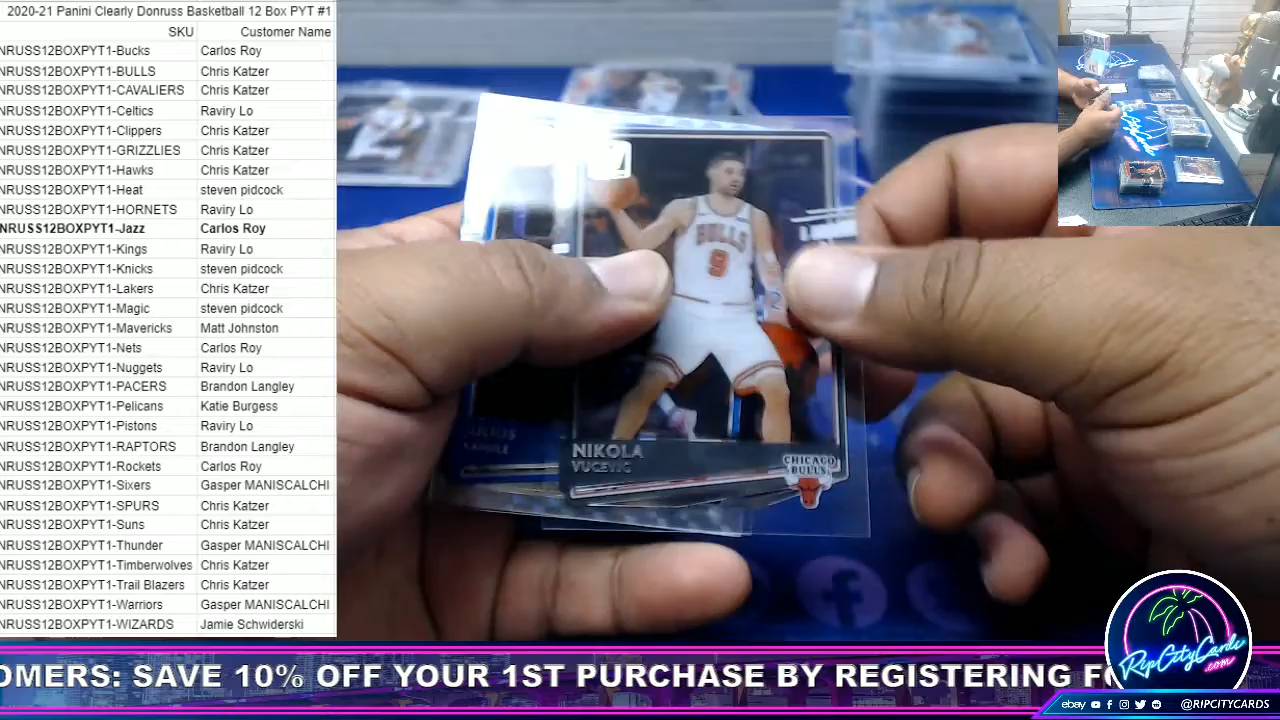 2020-21 Panini Clearly Donruss Basketball 12 Box PYT #1
SKU Customer Name
NRUSS12BOXPYT1-Bucks Carlos Roy
NRUSS12BOXPYT1-BULLS Chris Katzer
NRUSS12BOXPYT1-CAVALIERS Chris Katzer
NRUSS12BOXPYT1-Celtics Raviry Lo
NRUSS12BOXPYT1-Clippers Chris Katzer
NRUSS12BOXPYT1-GRIZZLIES Chris Katzer
NRUSS12BOXPYT1-Hawks Chris Katzer
NRUSS12BOXPYT1-Heat steven pidcock
NRUSS12BOXPYT1-HORNETS Raviry Lo
NRUSS12BOXPYT1-Jazz Carlos Roy
NRUSS12BOXPYT1-Kings Raviry Lo
NRUSS12BOXPYT1-Knicks steven pidcock
NRUSS12BOXPYT1-Lakers Chris Katzer
NRUSS12BOXPYT1-Magic steven pidcock
NRUSS12BOXPYT1-Mavericks Matt Johnston
NRUSS12BOXPYT1-Nets Carlos Roy
NRUSS12BOXPYT1-Nuggets Raviry Lo
NRUSS12BOXPYT1-PACERS Brandon Langley
NRUSS12BOXPYT1-Pelicans Katie Burgess
NRUSS12BOXPYT1-Pistons Raviry Lo
NRUSS12BOXPYT1-RAPTORS Brandon Langley
NRUSS12BOXPYT1-Rockets Carlos Roy
NRUSS12BOXPYT1-Sixers Gasper MANISCALCHI
NRUSS12BOXPYT1-SPURS Chris Katzer
NRUSS12BOXPYT1-Suns Chris Katzer
NRUSS12BOXPYT1-Thunder Gasper MANISCALCHI
NRUSS12BOXPYT1-Timberwolves Chris Katzer
NRUSS12BOXPYT1-Trail Blazers Chris Katzer
NRUSS12BOXPYT1-Warriors Gasper MANISCALCHI
NRUSS12BOXPYT1-WIZARDS Jamie Schwiderski
BULLS
9
NIKOLA
VUCEVIC
CHICAGO
BULLS
OMERS: SAVE 10% OFF YOUR 1ST PURCHASE BY REGISTERING FO
RipCityCards
.com
ebay @RIPCITYCARDS